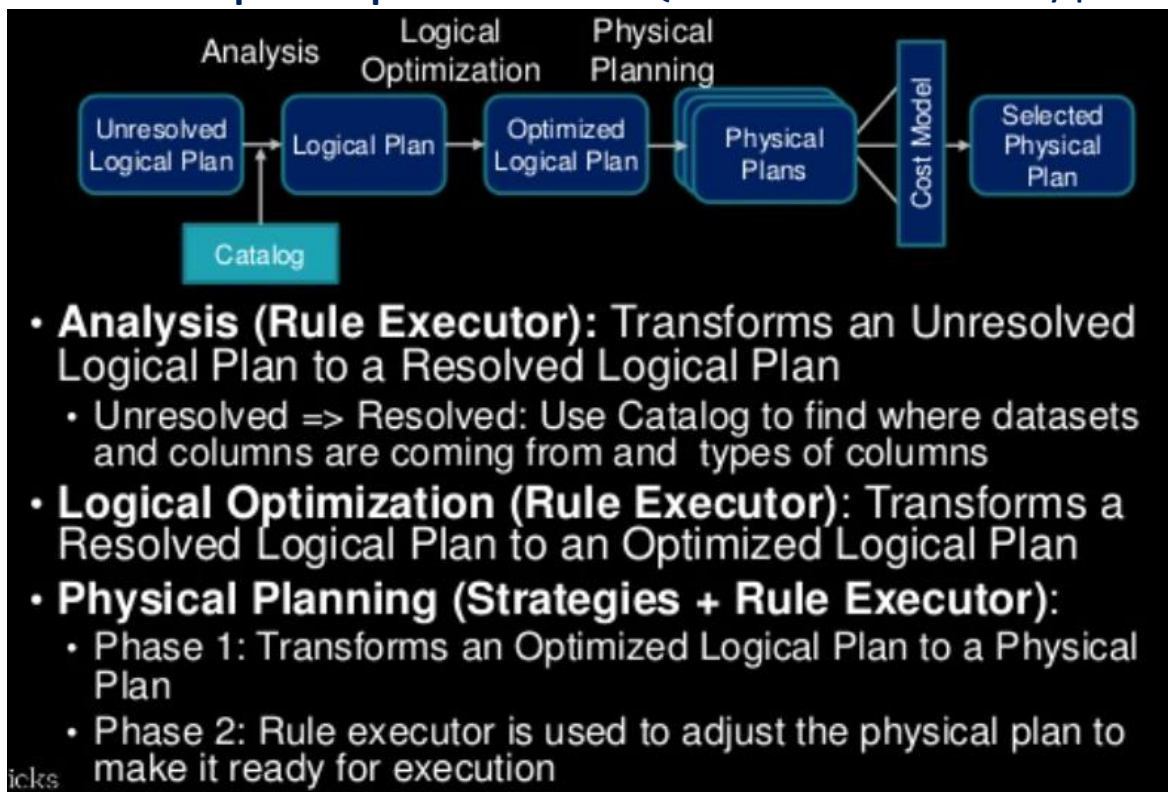 Analysis
Logical
Optimization
Physical
Planning
Unresolved
Logical Plan
Logical Plan
Optimized
Logical Plan
Physical
Plans
Cost Model
Selected
Physical
Plan
Catalog
• Analysis (Rule Executor): Transforms an Unresolved
Logical Plan to a Resolved Logical Plan
• Unresolved => Resolved: Use Catalog to find where datasets
and columns are coming from and types of columns
• Logical Optimization (Rule Executor): Transforms a
Resolved Logical Plan to an Optimized Logical Plan
• Physical Planning (Strategies + Rule Executor):
• Phase 1: Transforms an Optimized Logical Plan to a Physical
Plan
• Phase 2: Rule executor is used to adjust the physical plan to
make it ready for execution
icks